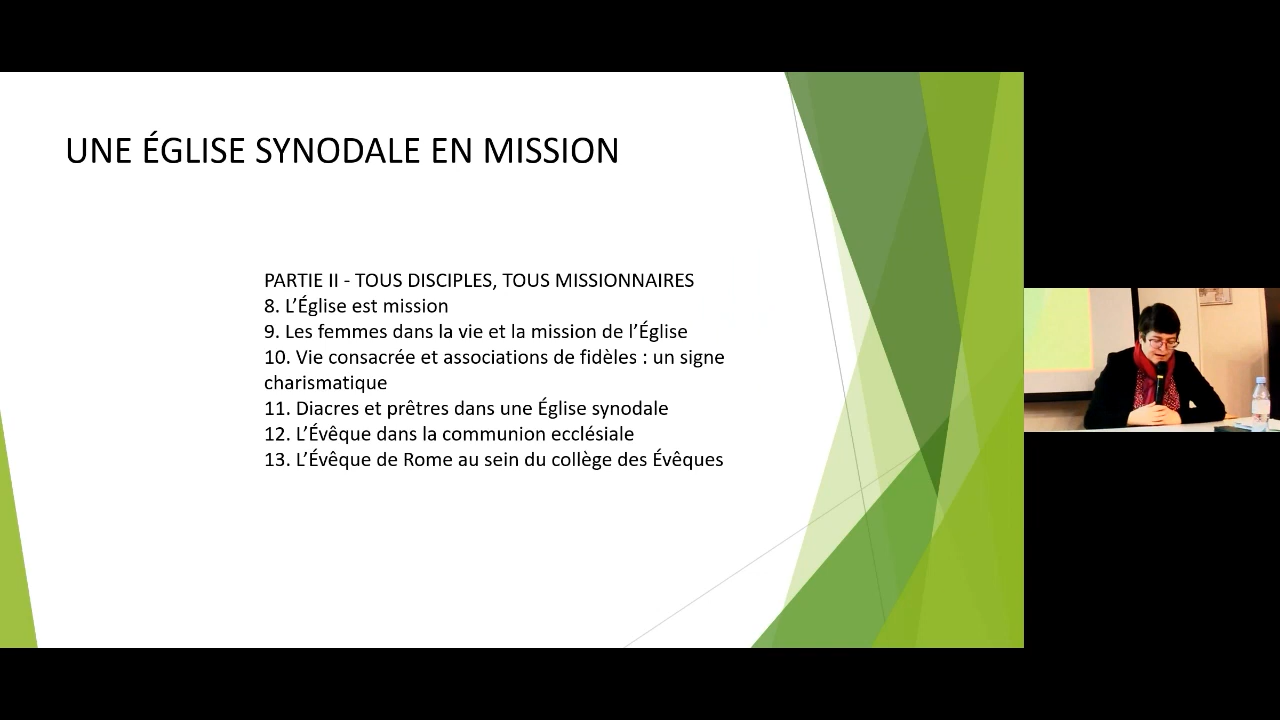 UNE ÉGLISE SYNODALE EN MISSION
PARTIE II - TOUS DISCIPLES, TOUS MISSIONNAIRES
8. L’Église est mission
9. Les femmes dans la vie et la mission de l’Église
10. Vie consacrée et associations de fidèles : un signe
charismatique
11. Diacres et prêtres dans une Église synodale
12. L’Évêque dans la communion ecclésiale
13. L’Évêque de Rome au sein du collège des Évêques